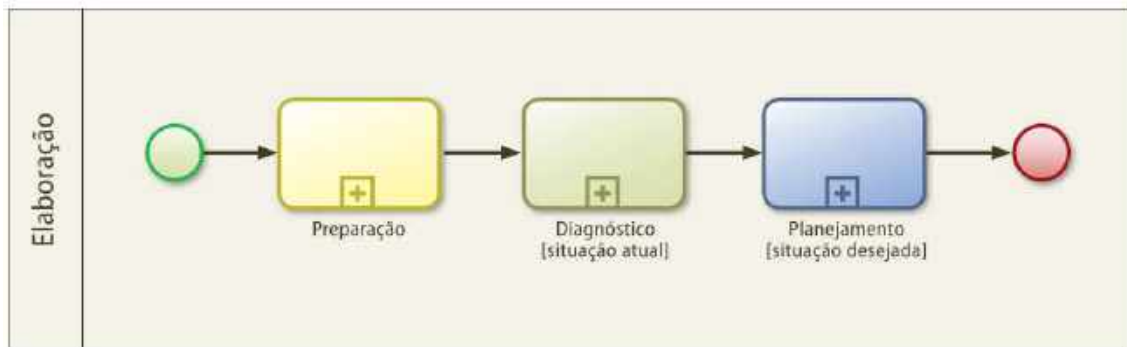 Elaboração
Preparação
Diagnóstico
[situação atual]
Planejamento
[situação desejada]